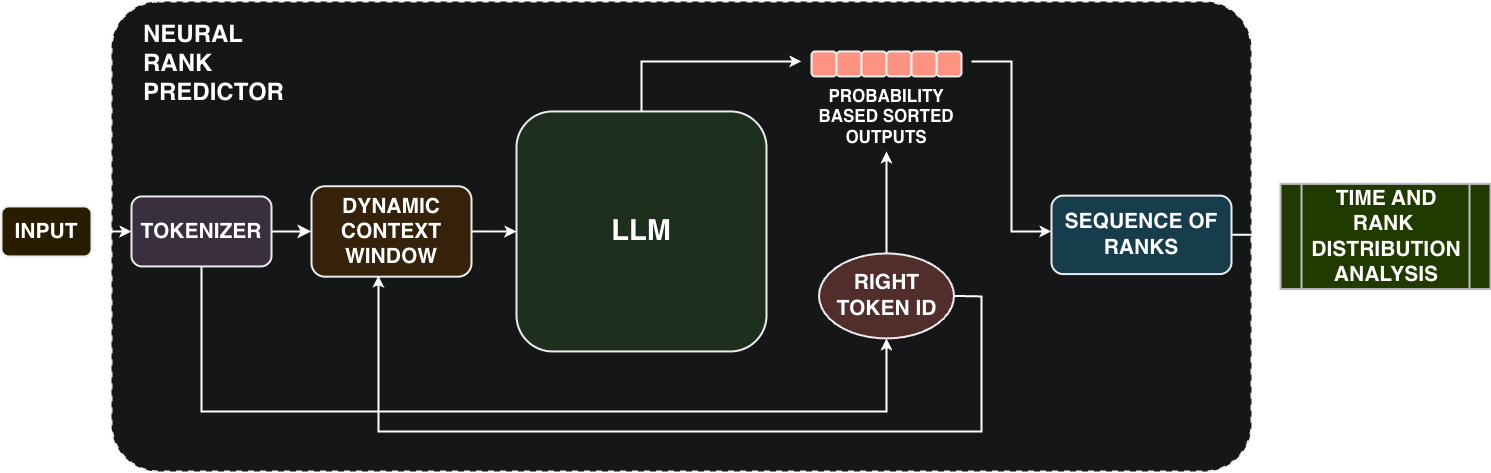 NEURAL
RANK
PREDICTOR
INPUT
TOKENIZER
DYNAMIC
CONTEXT
WINDOW
LLM
PROBABILITY
BASED SORTED
OUTPUTS
RIGHT
TOKEN ID
SEQUENCE OF
RANKS
TIME AND
RANK
DISTRIBUTION
ANALYSIS